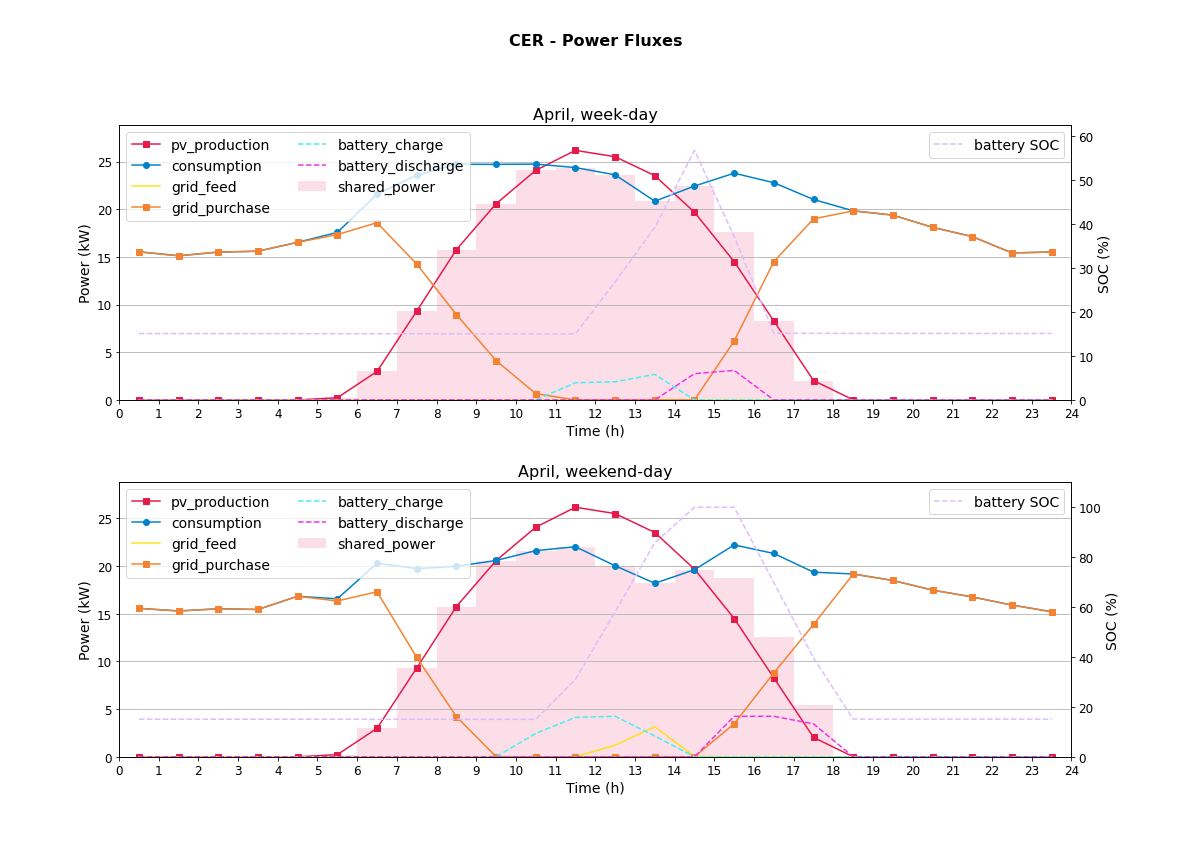 CER - Power Fluxes
April, week-day
pv_production
consumption
grid_feed
grid_purchase
battery_charge
battery_discharge
shared_power
battery SOC
Power (kW)
25
20
15
10
5
0
60
50
40
30
20
10
0
SOC (%)
0 1 2 3 4 5 6 7 8 9 10 11 12 13 14 15 16 17 18 19 20 21 22 23 24
Time (h)
April, weekend-day
pv_production
consumption
grid_feed
grid_purchase
battery_charge
battery_discharge
shared_power
battery SOC
Power (kW)
25
20
15
10
5
0
100
80
60
40
20
0
SOC (%)
0 1 2 3 4 5 6 7 8 9 10 11 12 13 14 15 16 17 18 19 20 21 22 23 24
Time (h)